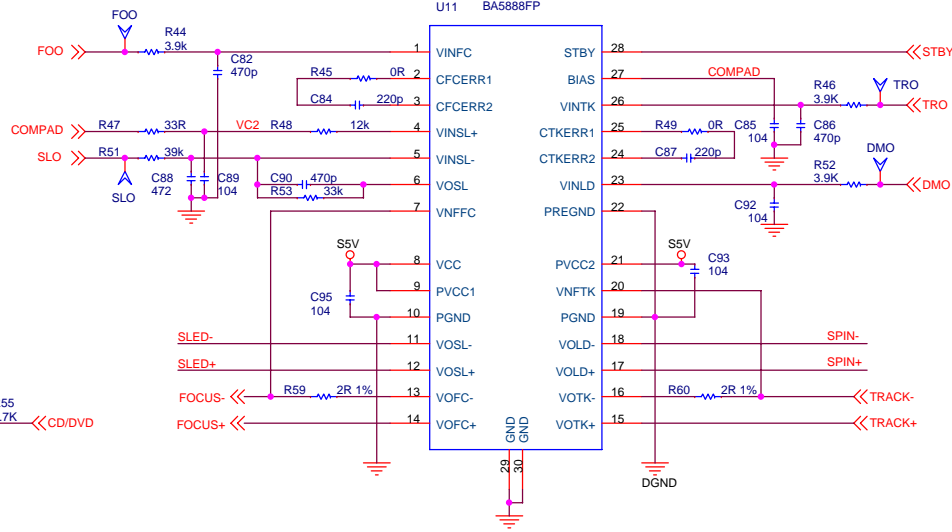 U11 BA5888FP
FOO
R44
3.9k
FOO
C82
470p
1 VINFC
R45 0R
2 CFCERR1
C84 220p
3 CFCERR2
COMPAD R47 33R VC2 R48 12k
4 VINSL+
SLO R51 39k
5 VINSL-
SLO
C88
472
C89
104
C90 470p
6 VOSL
R53 33k
7 VNFFC
S5V
8 VCC
9 PVCC1
C95
104
10 PGND
SLED-
11 VOSL-
SLED+
12 VOSL+
FOCUS- R59 2R 1%
13 VOFC-
FOCUS+
14 VOFC+
55
7K
CD/DVD
GND
GND
29
30
STBY 28 STBY
BIAS 27 COMPAD
R46
3.9K
TRO
TRO
VINTK 26
CTKERR1 25 R49 0R
C85
104
C86
470p
CTKERR2 24 C87 220p
DMO
R52
3.9K
VINLD 23 DMO
C92
104
PREGND 22
S5V
PVCC2 21
C93
104
VNFTK 20
PGND 19
VOLD- 18 SPIN-
VOLD+ 17 SPIN+
VOTK- 16 R60 2R 1% TRACK-
VOTK+ 15 TRACK+
DGND